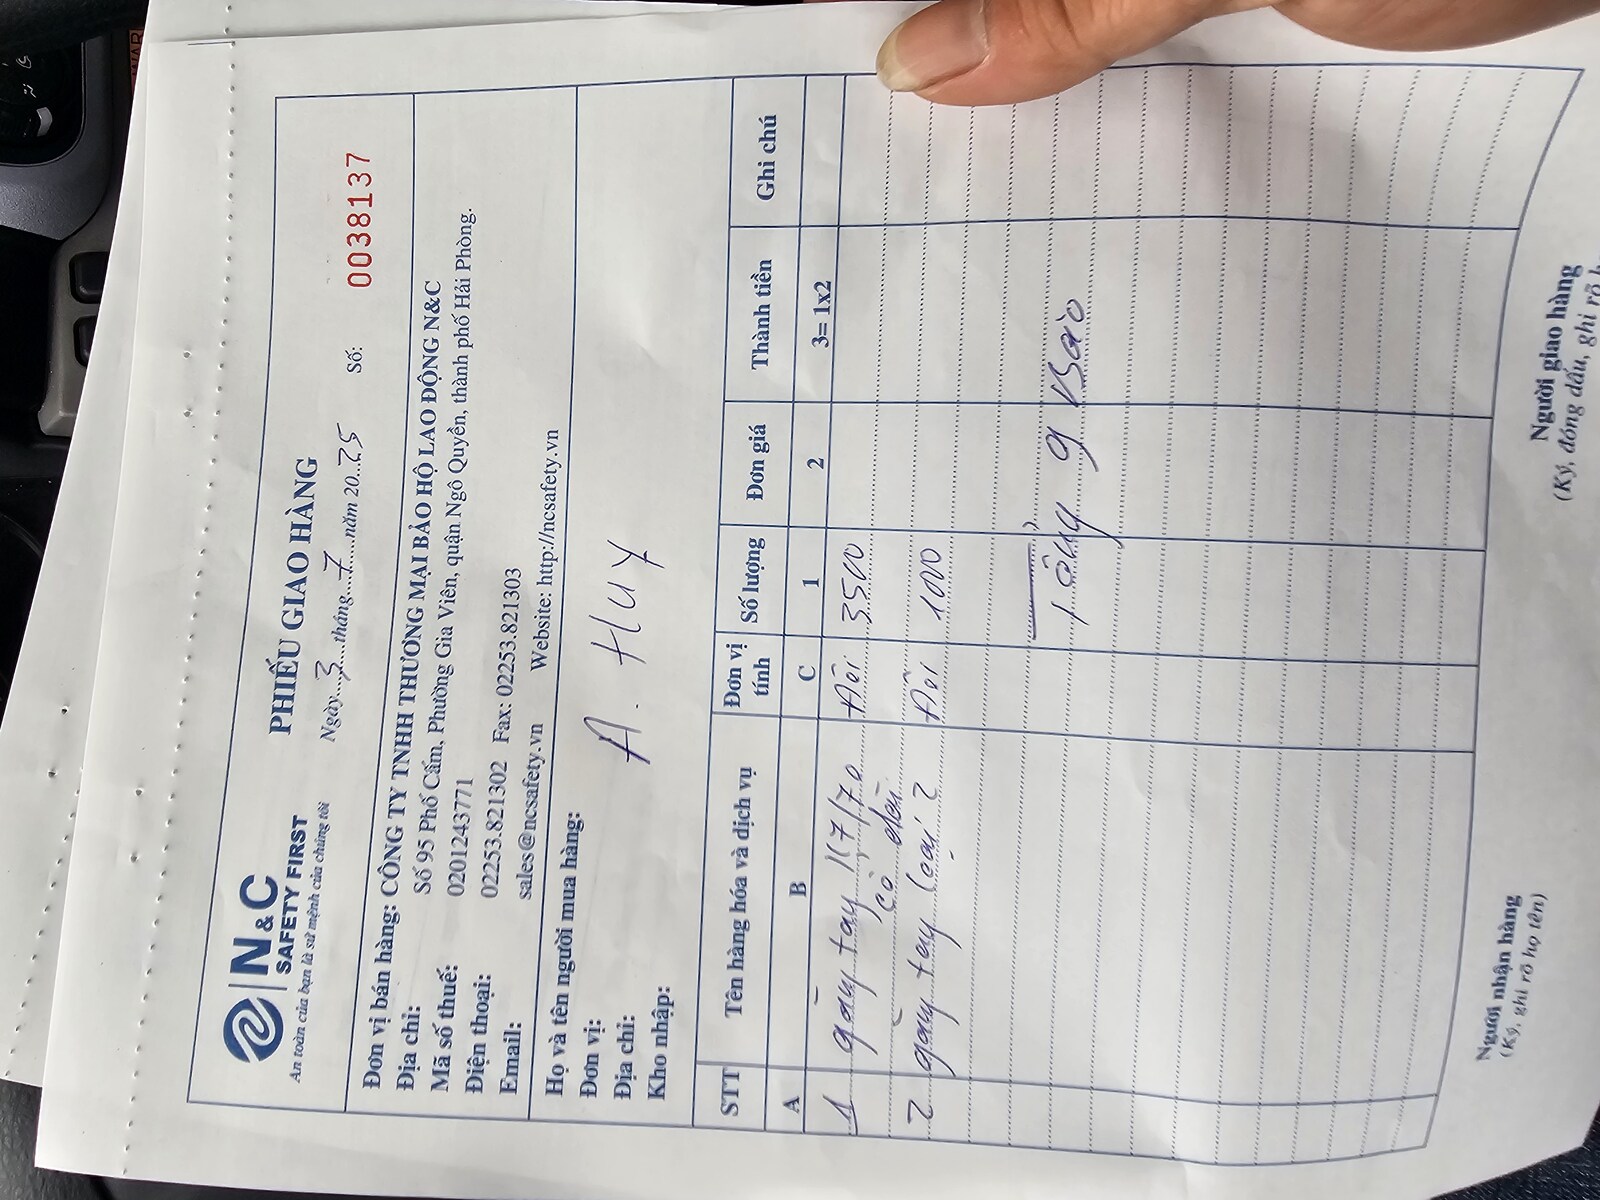 N&C
SAFETY FIRST
An toàn của bạn là sứ mệnh của chúng tôi
PHIẾU GIAO HÀNG
Ngày 3 tháng 7 năm 2025 Số: 0038137
Đơn vị bán hàng: CÔNG TY TNHH THƯƠNG MẠI BẢO HỘ LAO ĐỘNG N&C
Địa chỉ: Số 95 Phố Cấm, Phường Gia Viên, quận Ngô Quyền, thành phố Hải Phòng.
Mã số thuế: 0201243771
Điện thoại: 02253.821302 Fax: 02253.821303
Email: sales@ncsafety.vn Website: http://ncsafety.vn
Họ và tên người mua hàng:
Đơn vị: A. Huy
Địa chỉ:
Kho nhập:
STT Tên hàng hóa và dịch vụ Đơn vị tính Số lượng Đơn giá Thành tiền Ghi chú
A B C 1 2 3= 1x2
1 găng tay K7/70 Đôi 3500
cổ đen
2 găng tay loại 2 Đôi 1000
Tổng 9 bao
Người nhận hàng
(Ký, ghi rõ họ tên)
Người giao hàng
(Ký, đóng dấu, ghi rõ